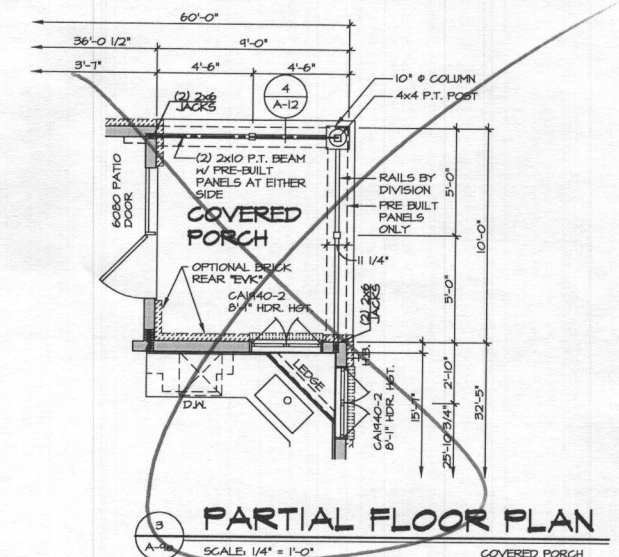 60'-0"
36'-0 1/2"
9'-0"
3'-7"
4'-6"
4'-6"
(2) 2x6
JACKS
4
A-12
10" Φ COLUMN
4x4 P.T. POST
(2) 2x10 P.T. BEAM
w/ PRE-BUILT
PANELS AT EITHER
SIDE
6080 PATIO
DOOR
COVERED
PORCH
RAILS BY
DIVISION
PRE BUILT
PANELS
ONLY
5'-0"
10'-0"
5'-0"
11 1/4"
OPTIONAL BRICK
REAR "EVK"
CA1940-2
8'-1" HDR. HGT.
(2) 2x6
JACKS
H.B.
LEDGE
D.W.
CA1940-2
8'-1" HDR. HGT.
15'-7"
2'-10"
25'-10 3/4"
32'-5"
3
PARTIAL FLOOR PLAN
SCALE: 1/4" = 1'-0"
COVERED PORCH